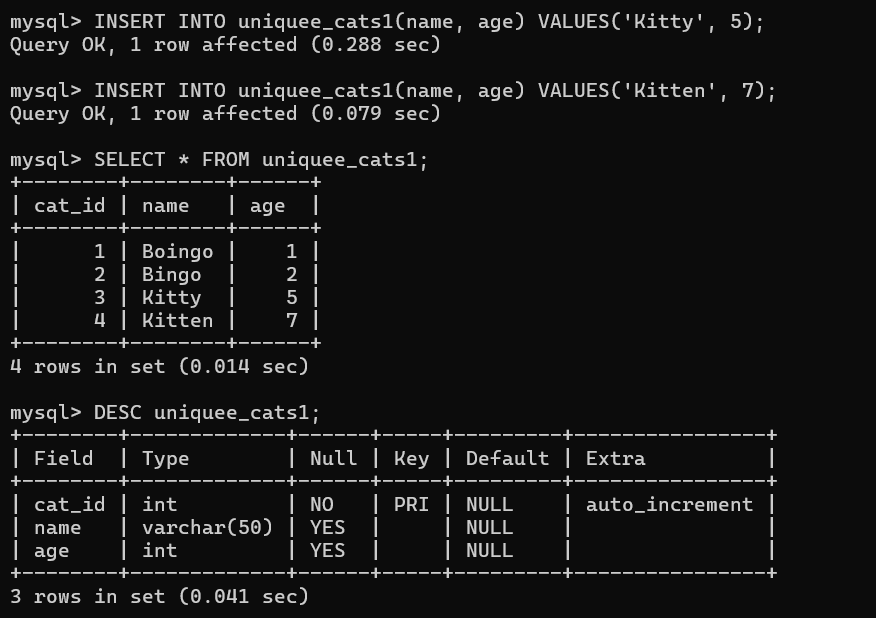 mysql> INSERT INTO uniquee_cats1(name, age) VALUES('Kitty', 5);
Query OK, 1 row affected (0.288 sec)

mysql> INSERT INTO uniquee_cats1(name, age) VALUES('Kitten', 7);
Query OK, 1 row affected (0.079 sec)

mysql> SELECT * FROM uniquee_cats1;
+--------+--------+------+
| cat_id | name   | age  |
+--------+--------+------+
|      1 | Boingo |    1 |
|      2 | Bingo  |    2 |
|      3 | Kitty  |    5 |
|      4 | Kitten |    7 |
+--------+--------+------+
4 rows in set (0.014 sec)

mysql> DESC uniquee_cats1;
+--------+-------------+------+-----+---------+----------------+
| Field  | Type        | Null | Key | Default | Extra          |
+--------+-------------+------+-----+---------+----------------+
| cat_id | int         | NO   | PRI | NULL    | auto_increment |
| name   | varchar(50) | YES  |     | NULL    |                |
| age    | int         | YES  |     | NULL    |                |
+--------+-------------+------+-----+---------+----------------+
3 rows in set (0.041 sec)